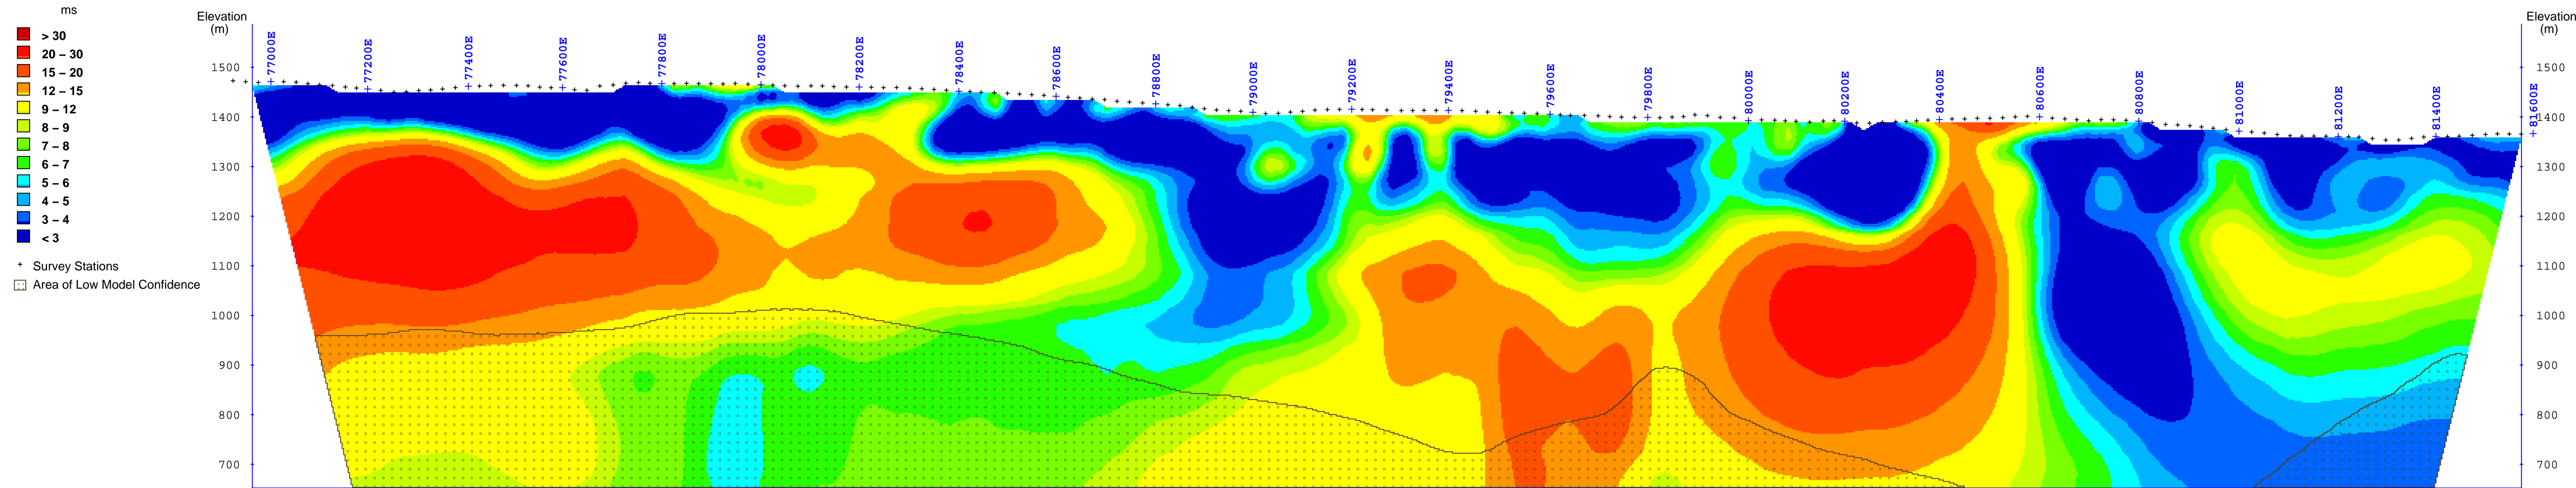 ms
> 30
20 – 30
15 – 20
12 – 15
9 – 12
8 – 9
7 – 8
6 – 7
5 – 6
4 – 5
3 – 4
< 3
+ Survey Stations
Area of Low Model Confidence
Elevation
(m)
1500
1400
1300
1200
1100
1000
900
800
700
77000E
77200E
77400E
77600E
77800E
78000E
78200E
78400E
78600E
78800E
79000E
79200E
79400E
79600E
79800E
80000E
80200E
80400E
80600E
80800E
81000E
81200E
81400E
81600E
Elevation
(m)
1500
1400
1300
1200
1100
1000
900
800
700